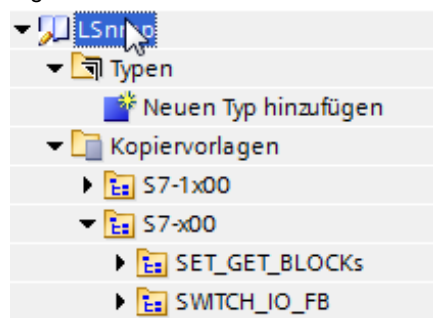 Typen
Neuen Typ hinzufügen
Kopiervorlagen
S7-1x00
S7-x00
SET_GET_BLOCKs
SWITCH_IO_FB